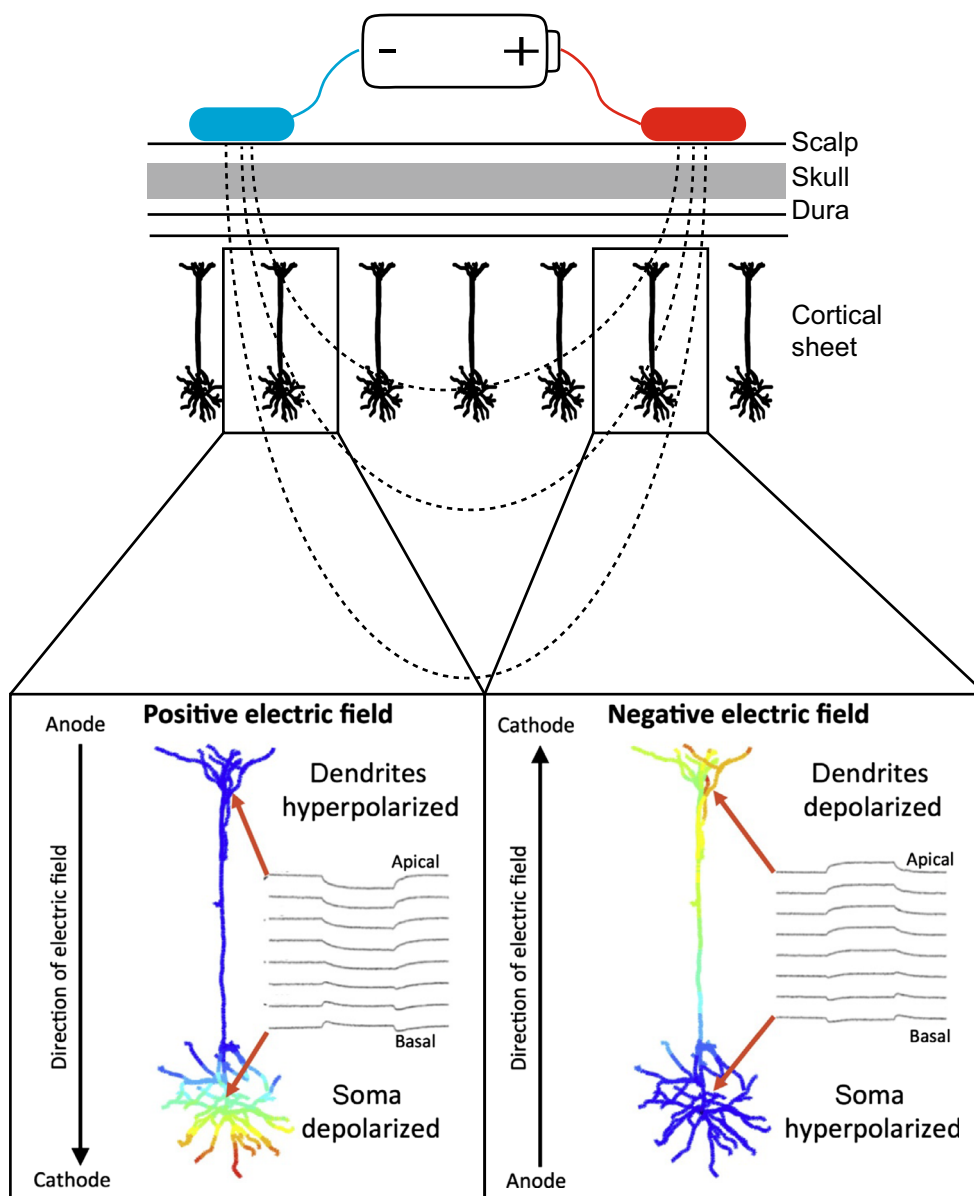 - +
Scalp
Skull
Dura
Cortical
sheet
Positive electric field
Anode
Dendrites
hyperpolarized
Direction of electric field
Apical
Basal
Soma
depolarized
Cathode
Negative electric field
Cathode
Dendrites
depolarized
Direction of electric field
Apical
Basal
Soma
hyperpolarized
Anode